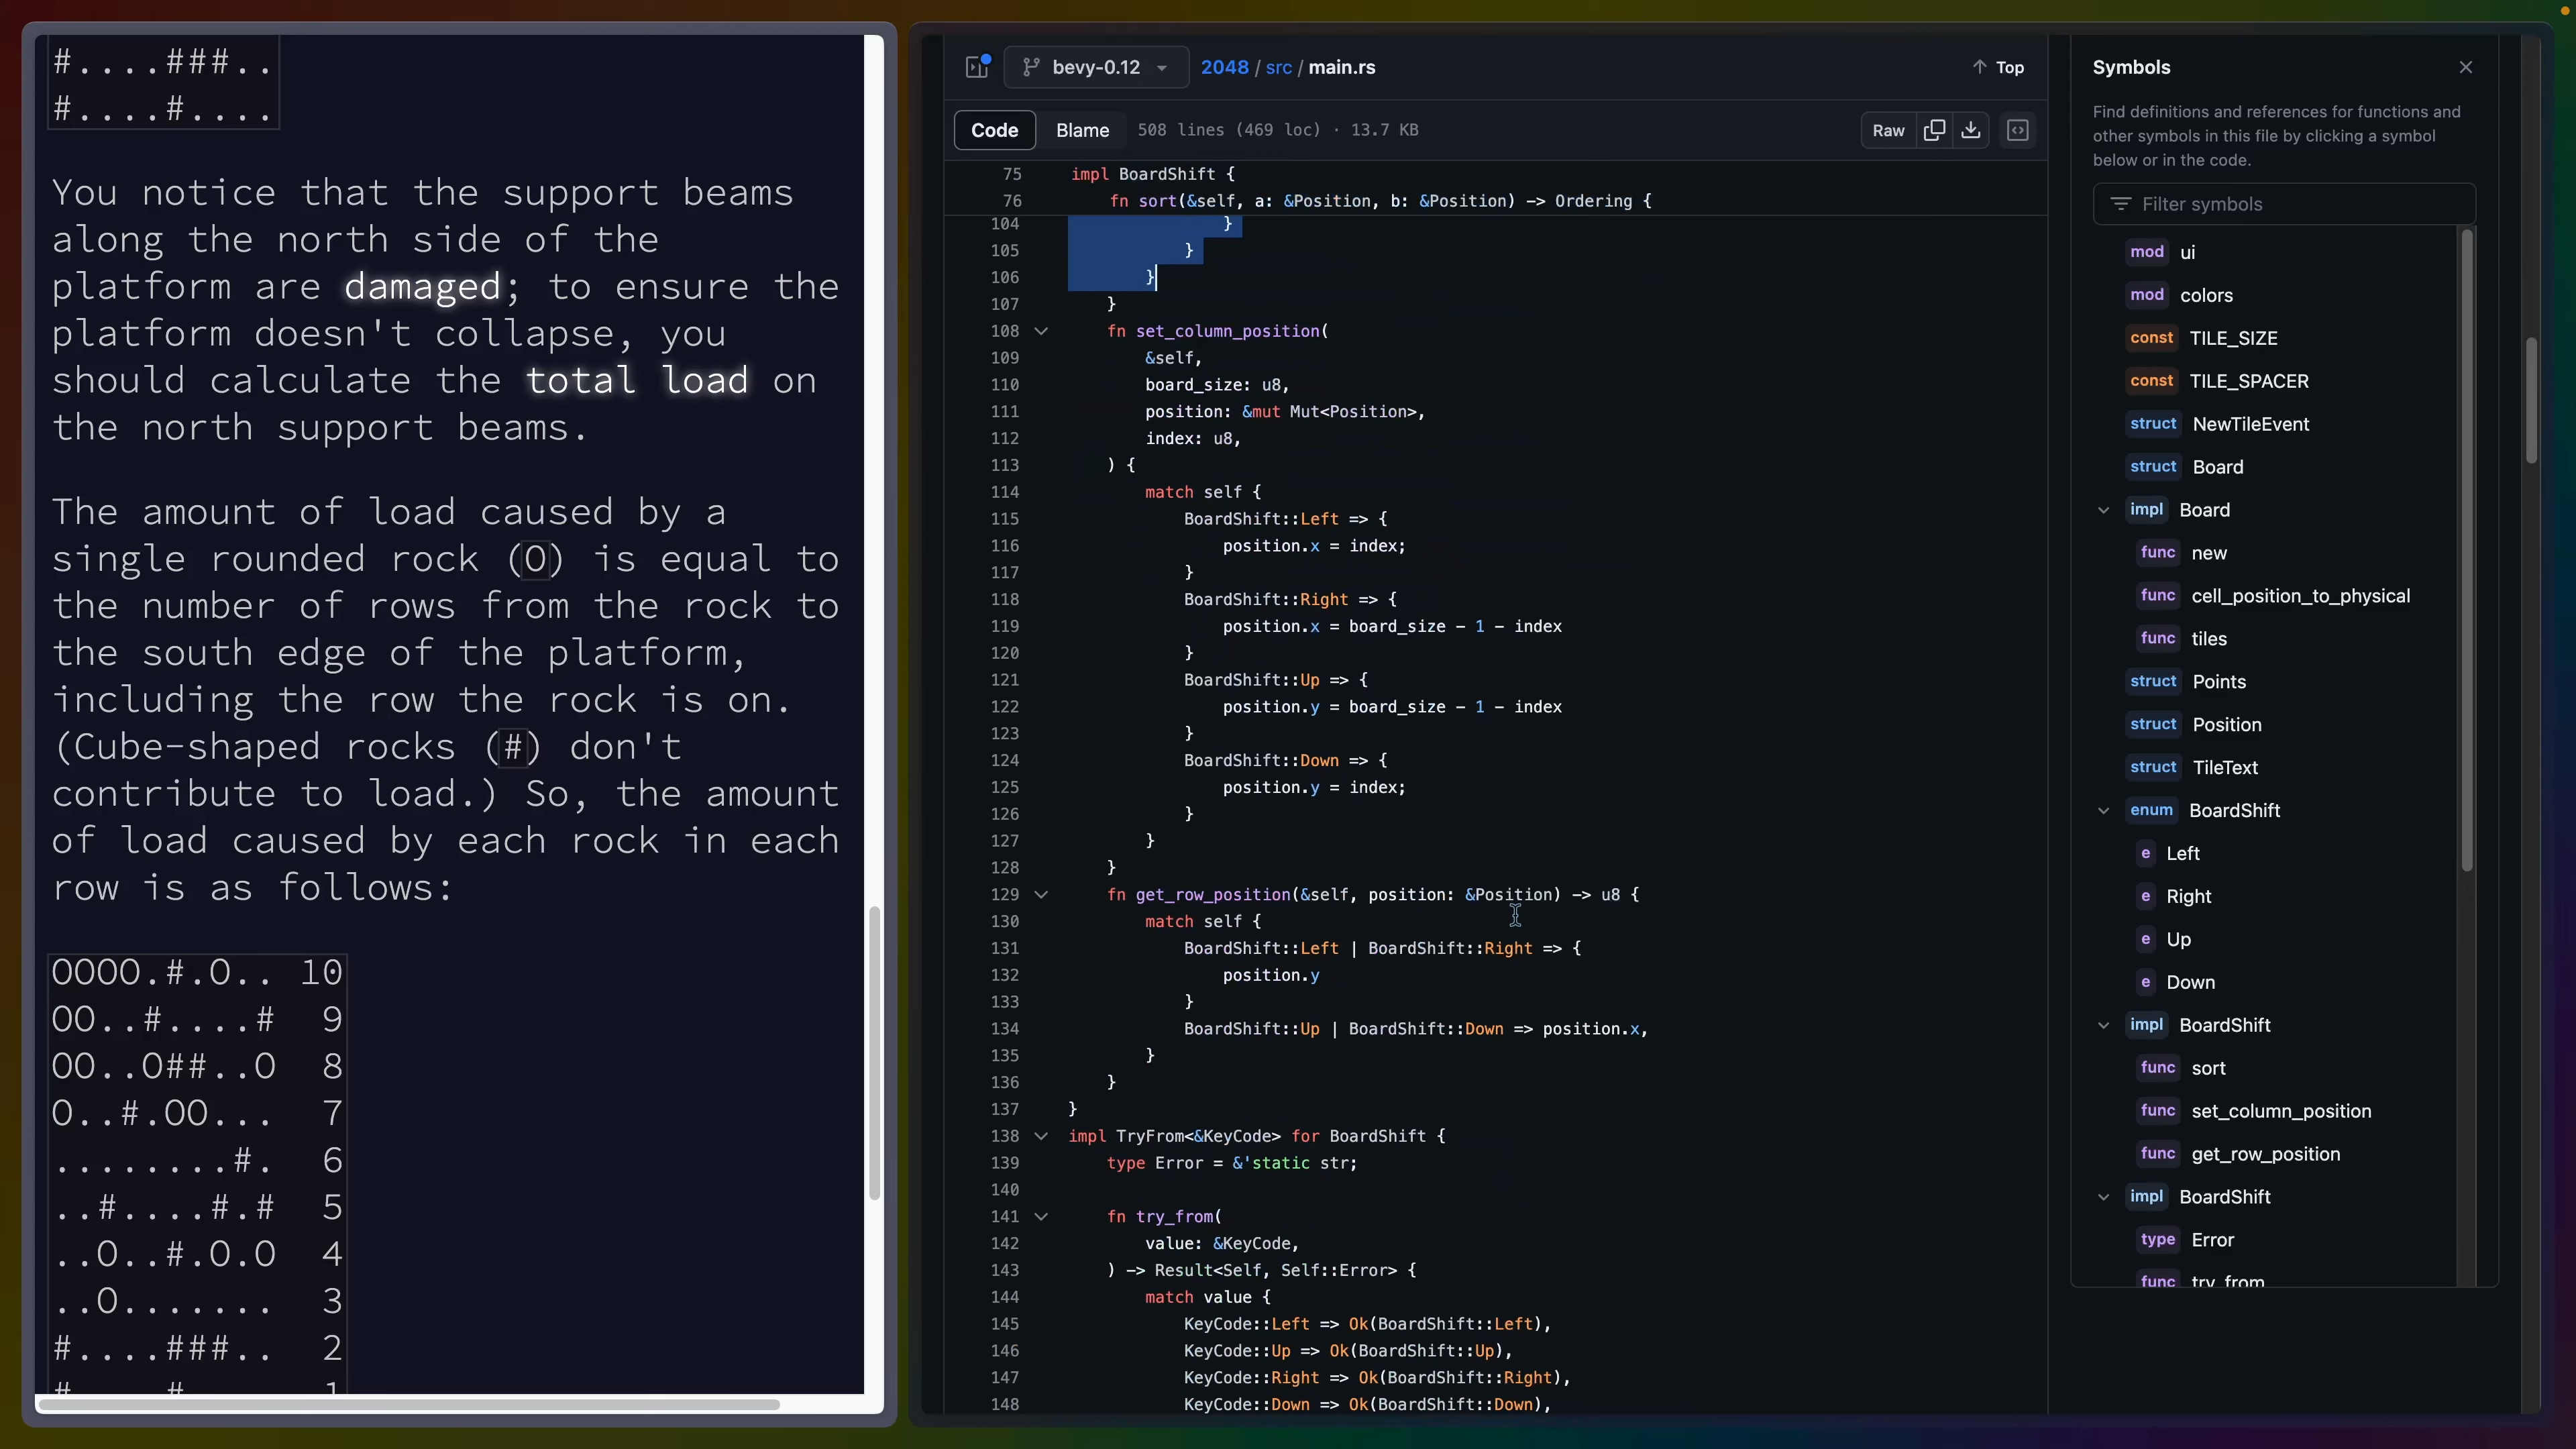 #....###..
#....#....
You notice that the support beams
along the north side of the
platform are damaged; to ensure the
platform doesn't collapse, you
should calculate the total load on
the north support beams.
The amount of load caused by a
single rounded rock (O) is equal to
the number of rows from the rock to
the south edge of the platform,
including the row the rock is on.
(Cube-shaped rocks (#) don't
contribute to load.) So, the amount
of load caused by each rock in each
row is as follows:
OOOO.#.O.. 10
OO..#....#  9
OO..O##..O  8
O..#.OO...  7
........#.  6
..#....#.#  5
..O..#.O.O  4
..O.......  3
#....###..  2
#....#....  1
bevy-0.12
2048 / src / main.rs
Top
Code
Blame
508 lines (469 loc) · 13.7 KB
Raw
75 impl BoardShift {
76     fn sort(&self, a: &Position, b: &Position) -> Ordering {
104                 }
105             }
106         }
107     }
108     fn set_column_position(
109         &self,
110         board_size: u8,
111         position: &mut Mut<Position>,
112         index: u8,
113     ) {
114         match self {
115             BoardShift::Left => {
116                 position.x = index;
117             }
118             BoardShift::Right => {
119                 position.x = board_size - 1 - index
120             }
121             BoardShift::Up => {
122                 position.y = board_size - 1 - index
123             }
124             BoardShift::Down => {
125                 position.y = index;
126             }
127         }
128     }
129     fn get_row_position(&self, position: &Position) -> u8 {
130         match self {
131             BoardShift::Left | BoardShift::Right => {
132                 position.y
133             }
134             BoardShift::Up | BoardShift::Down => position.x,
135         }
136     }
137 }
138 impl TryFrom<&KeyCode> for BoardShift {
139     type Error = &'static str;
140
141     fn try_from(
142         value: &KeyCode,
143     ) -> Result<Self, Self::Error> {
144         match value {
145             KeyCode::Left => Ok(BoardShift::Left),
146             KeyCode::Up => Ok(BoardShift::Up),
147             KeyCode::Right => Ok(BoardShift::Right),
148             KeyCode::Down => Ok(BoardShift::Down),
Symbols
Find definitions and references for functions and
other symbols in this file by clicking a symbol
below or in the code.
Filter symbols
mod ui
mod colors
const TILE_SIZE
const TILE_SPACER
struct NewTileEvent
struct Board
impl Board
func new
func cell_position_to_physical
func tiles
struct Points
struct Position
struct TileText
enum BoardShift
e Left
e Right
e Up
e Down
impl BoardShift
func sort
func set_column_position
func get_row_position
impl BoardShift
type Error
func try_from